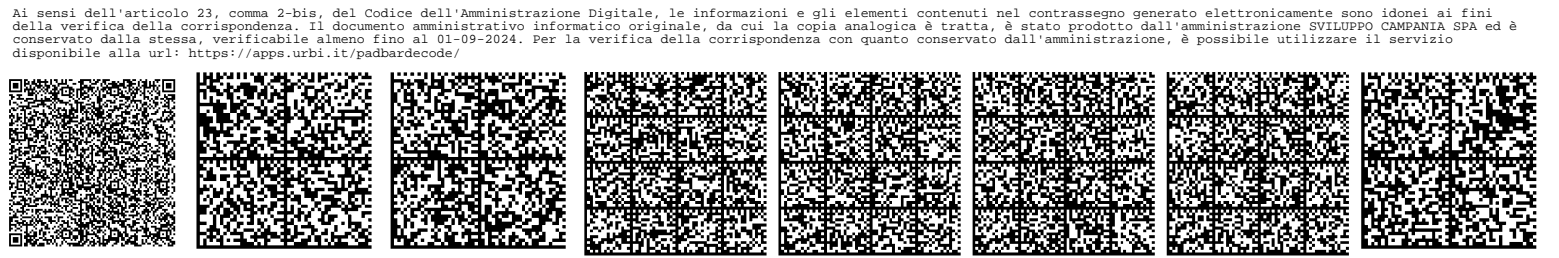 Ai sensi dell'articolo 23, comma 2-bis, del Codice dell'Amministrazione Digitale, le informazioni e gli elementi contenuti nel contrassegno generato elettronicamente sono idonei ai fini
della verifica della corrispondenza. Il documento amministrativo informatico originale, da cui la copia analogica è tratta, è stato prodotto dall'amministrazione SVILUPPO CAMPANIA SPA ed è
conservato dalla stessa, verificabile almeno fino al 01-09-2024. Per la verifica della corrispondenza con quanto conservato dall'amministrazione, è possibile utilizzare il servizio
disponibile alla url: https://apps.urbi.it/padbardecode/